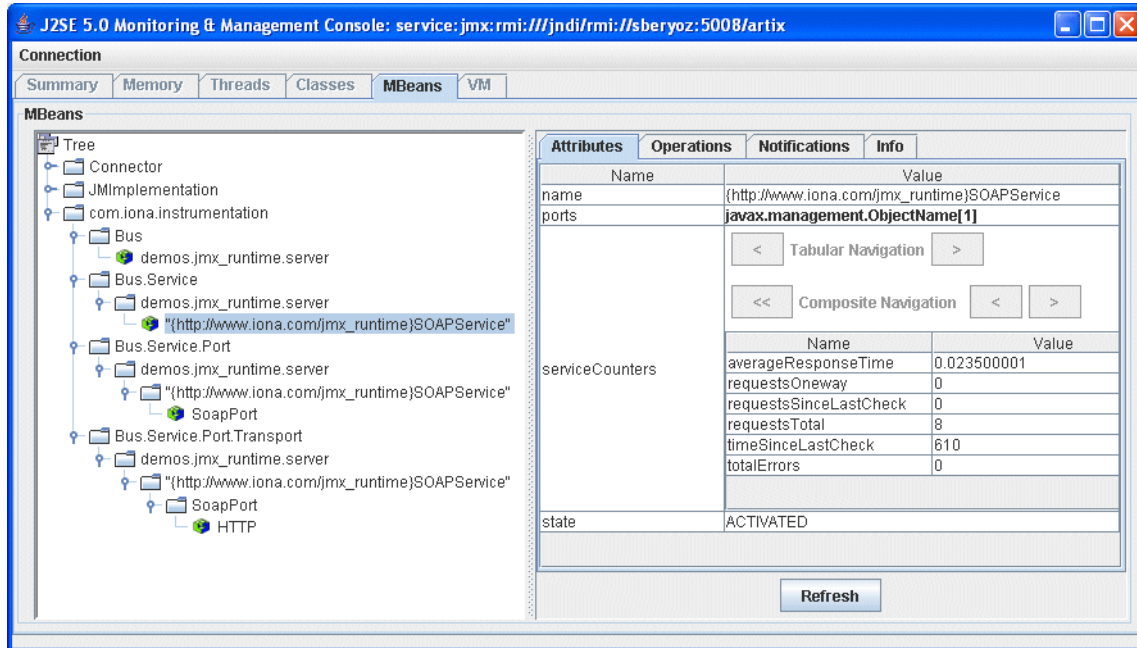 J2SE 5.0 Monitoring & Management Console: service:jmx:rmi:///jndi/rmi://sberyoz:5008/artix
Connection
Summary Memory Threads Classes MBeans VM
MBeans
Tree
Connector
JMImplementation
com.iona.instrumentation
Bus
demos.jmx_runtime.server
Bus.Service
demos.jmx_runtime.server
"{http://www.iona.com/jmx_runtime}SOAPService"
Bus.Service.Port
demos.jmx_runtime.server
"{http://www.iona.com/jmx_runtime}SOAPService"
SoapPort
Bus.Service.Port.Transport
demos.jmx_runtime.server
"{http://www.iona.com/jmx_runtime}SOAPService"
SoapPort
HTTP
Attributes Operations Notifications Info
Name Value
name {http://www.iona.com/jmx_runtime}SOAPService
ports javax.management.ObjectName[1]
< Tabular Navigation >
<< Composite Navigation < >
serviceCounters
Name Value
averageResponseTime 0.023500001
requestsOneway 0
requestsSinceLastCheck 0
requestsTotal 8
timeSinceLastCheck 610
totalErrors 0
state ACTIVATED
Refresh